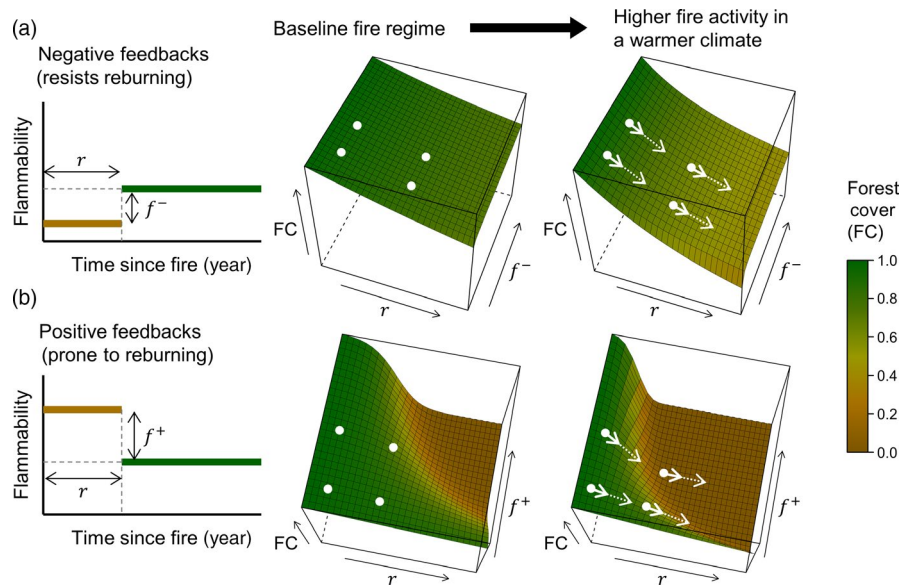 (a)
Baseline fire regime
Higher fire activity in
a warmer climate
Negative feedbacks
(resists reburning)
Flammability
r
f⁻
Time since fire (year)
FC
r
f⁻
FC
r
f⁻
Forest
cover
(FC)
1.0
0.8
0.6
0.4
0.2
0.0
(b)
Positive feedbacks
(prone to reburning)
Flammability
f⁺
r
Time since fire (year)
FC
r
f⁺
FC
r
f⁺